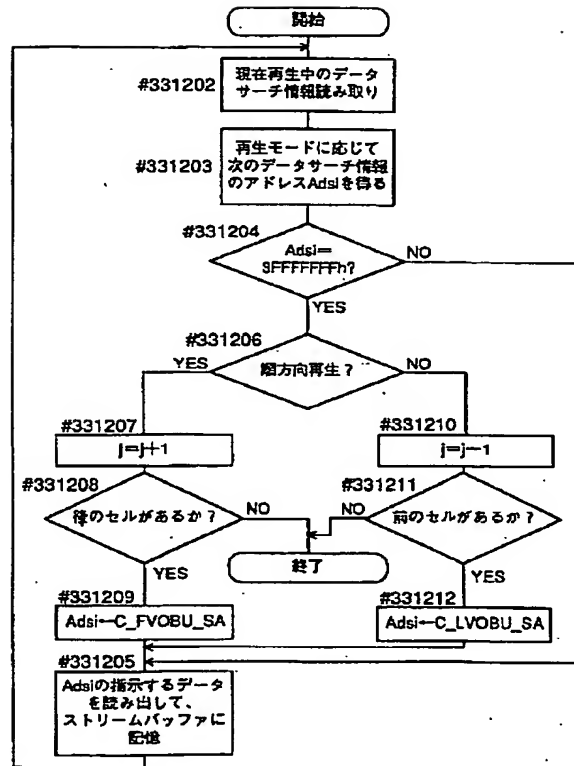 開始
#331202
現在再生中のデータ
サーチ情報読み取り
#331203
再生モードに応じて
次のデータサーチ情報
のアドレスAdsiを得る
#331204
Adsi=
3FFFFFFFh?
NO
YES
#331206
順方向再生?
YES
NO
#331207
j=j+1
#331210
j=j-1
#331208
後のセルがあるか?
NO
YES
#331211
前のセルがあるか?
NO
YES
終了
#331209
Adsi←C_FVOBU_SA
#331212
Adsi←C_LVOBU_SA
#331205
Adsiの指示するデータ
を読み出して、
ストリームバッファに
記憶